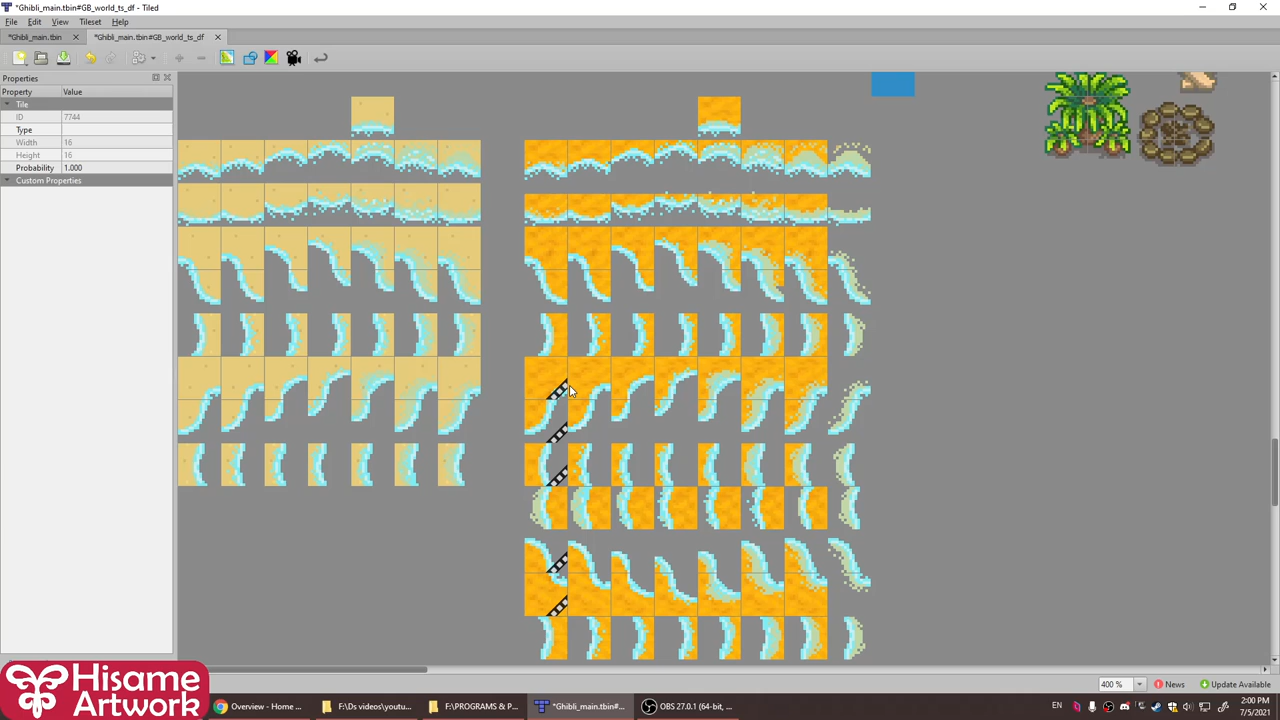 *Ghibli_main.tbin#GB_world_ts_df - Tiled
File Edit View Tileset Help
*Ghibli_main.tbin *Ghibli_main.tbin#GB_world_ts_df
Properties
Property Value
Tile
ID 7744
Type
Width 16
Height 16
Probability 1.000
Custom Properties
400 % News Update Available
Hisame
Artwork
Overview - Home ... F:\Ds videos\youtu... F:\PROGRAMS & P... *Ghibli_main.tbin#... OBS 27.0.1 (64-bit, ... ENG 2:00 PM
7/5/2021